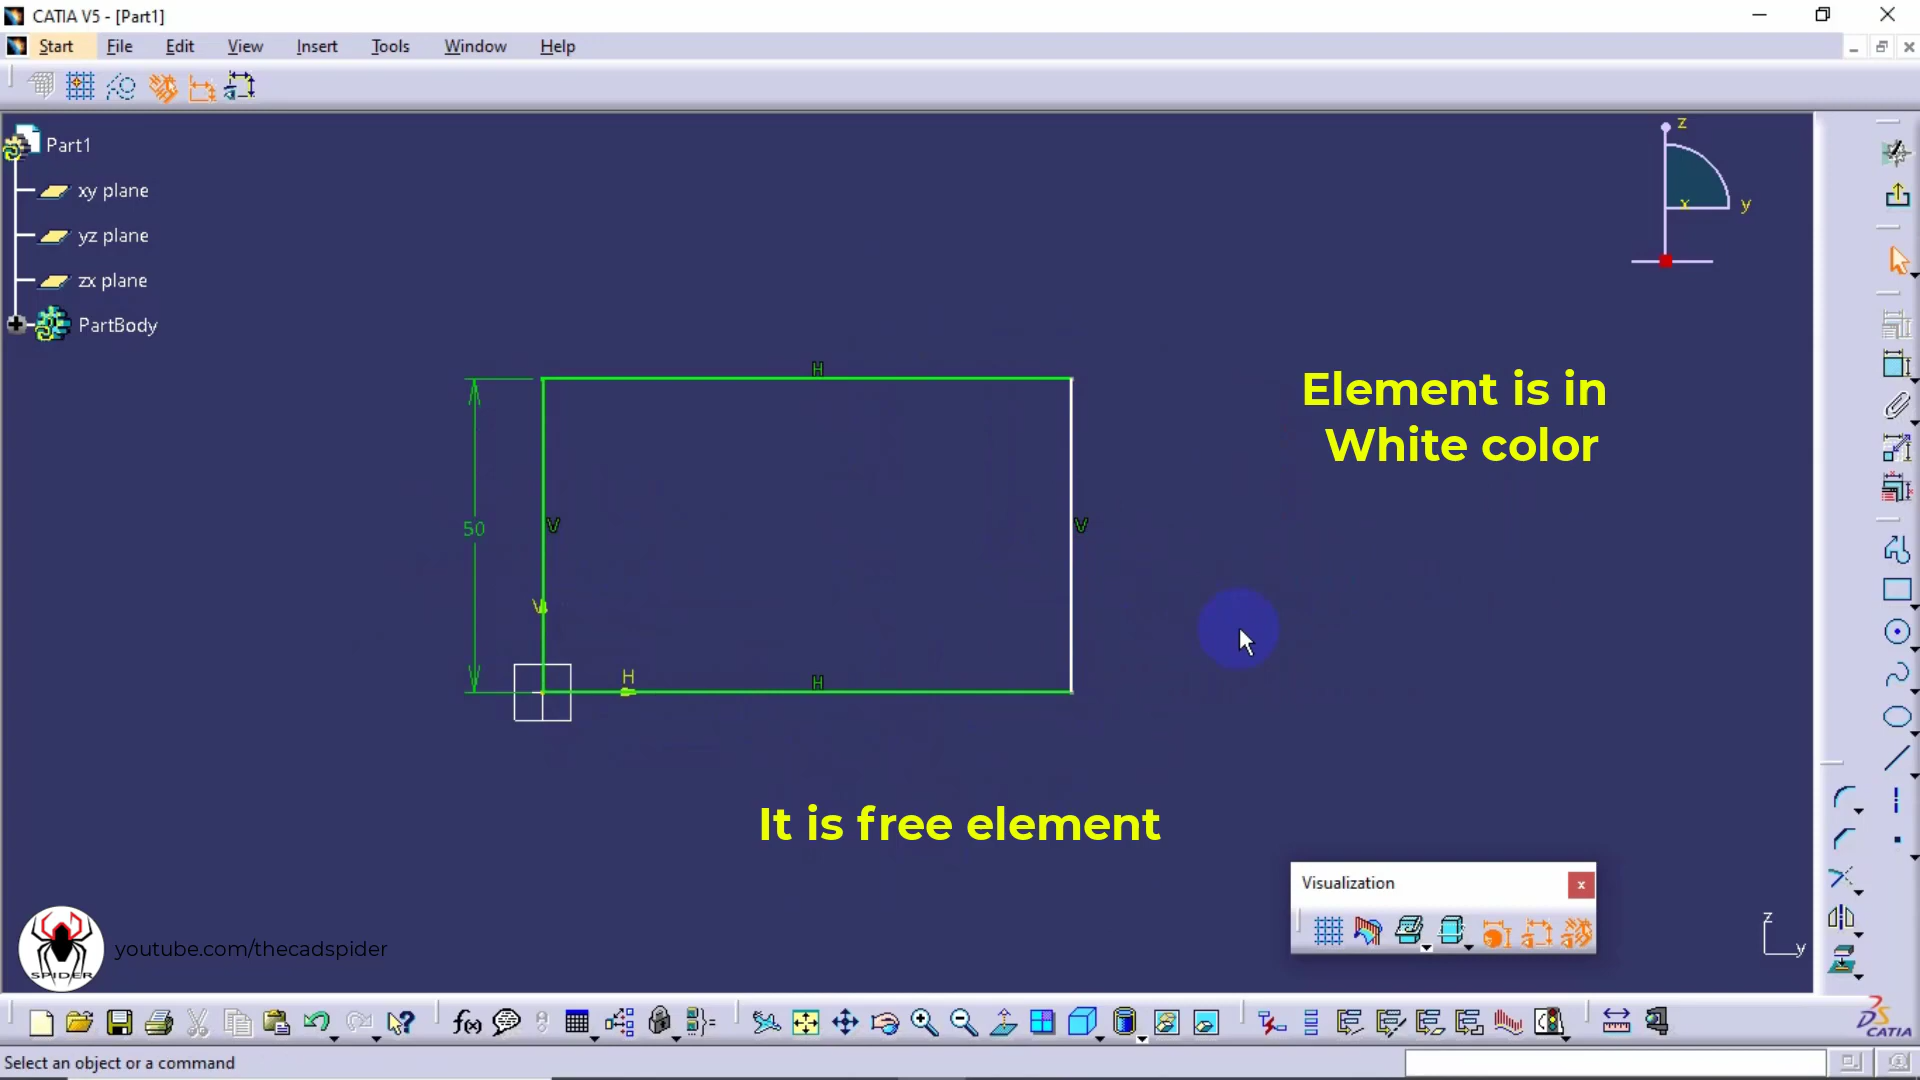 CATIA V5 - [Part1]
Start File Edit View Insert Tools Window Help
Part1
xy plane
yz plane
zx plane
PartBody
z
x
y
H
Element is in
White color
50
V
V
V
H
H
It is free element
Visualization
x
SPIDER
youtube.com/thecadspider
z
y
f(x)
CATIA
Select an object or a command